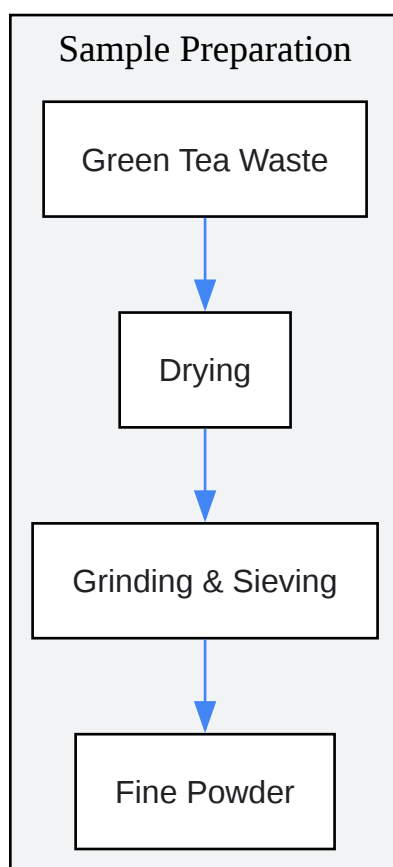 Sample Preparation
Green Tea Waste
Drying
Grinding & Sieving
Fine Powder